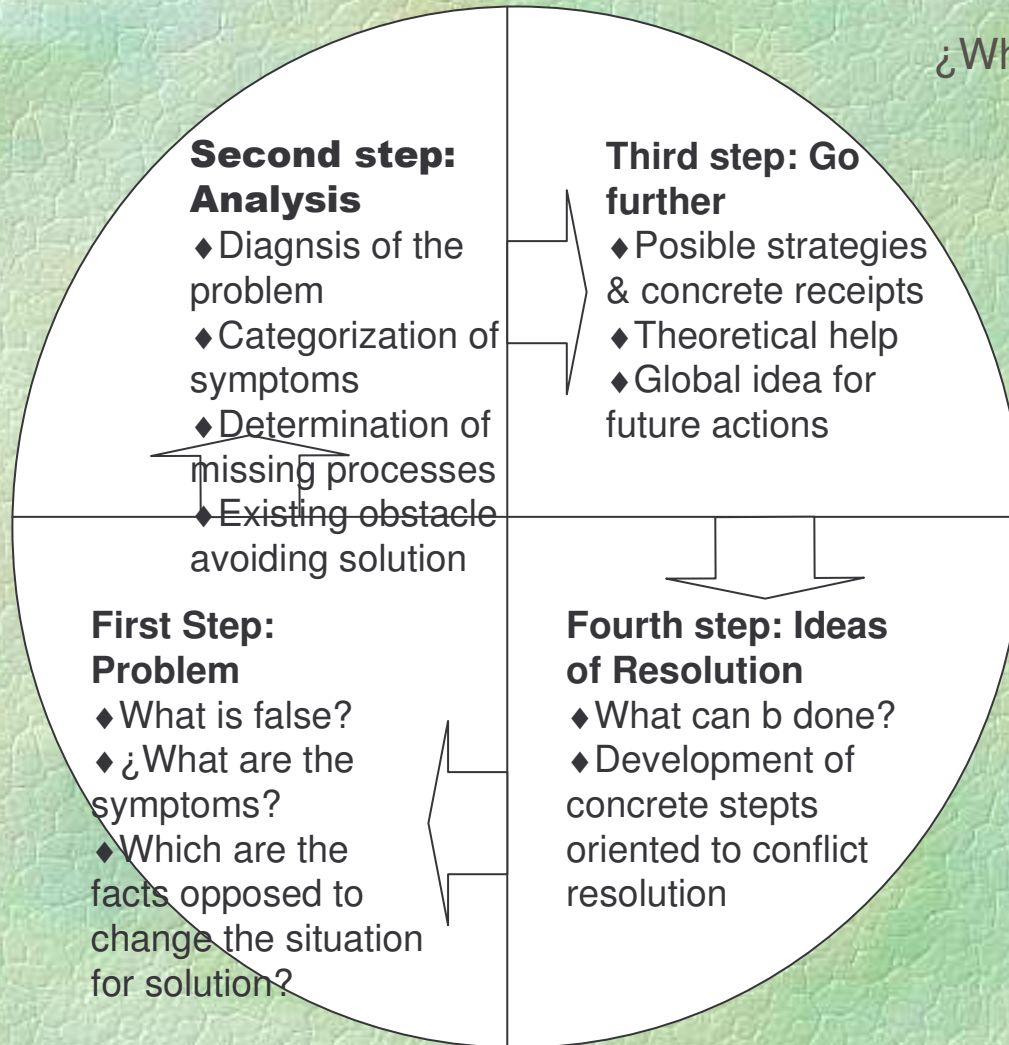 ¿Wh
Second step:
Analysis
♦Diagnsis of the
problem
♦Categorization of
symptoms
♦Determination of
missing processes
♦Existing obstacle
avoiding solution
Third step: Go
further
♦Posible strategies
& concrete receipts
♦Theoretical help
♦Global idea for
future actions
First Step:
Problem
♦What is false?
♦¿What are the
symptoms?
♦Which are the
facts opposed to
change the situation
for solution?
Fourth step: Ideas
of Resolution
♦What can b done?
♦Development of
concrete stepts
oriented to conflict
resolution